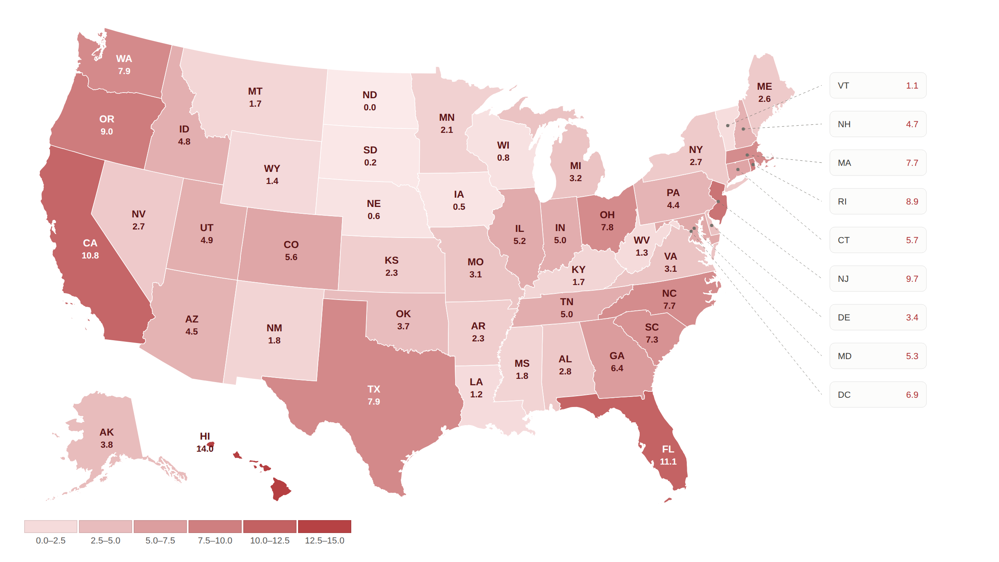 WA
7.9
OR
9.0
CA
10.8
ID
4.8
NV
2.7
MT
1.7
WY
1.4
UT
4.9
AZ
4.5
CO
5.6
NM
1.8
ND
0.0
SD
0.2
NE
0.6
KS
2.3
OK
3.7
TX
7.9
MN
2.1
IA
0.5
MO
3.1
AR
2.3
LA
1.2
WI
0.8
IL
5.2
MI
3.2
IN
5.0
OH
7.8
KY
1.7
TN
5.0
MS
1.8
AL
2.8
GA
6.4
FL
11.1
SC
7.3
NC
7.7
VA
3.1
WV
1.3
PA
4.4
NY
2.7
ME
2.6
AK
3.8
HI
14.0
VT 1.1
NH 4.7
MA 7.7
RI 8.9
CT 5.7
NJ 9.7
DE 3.4
MD 5.3
DC 6.9
0.0–2.5
2.5–5.0
5.0–7.5
7.5–10.0
10.0–12.5
12.5–15.0